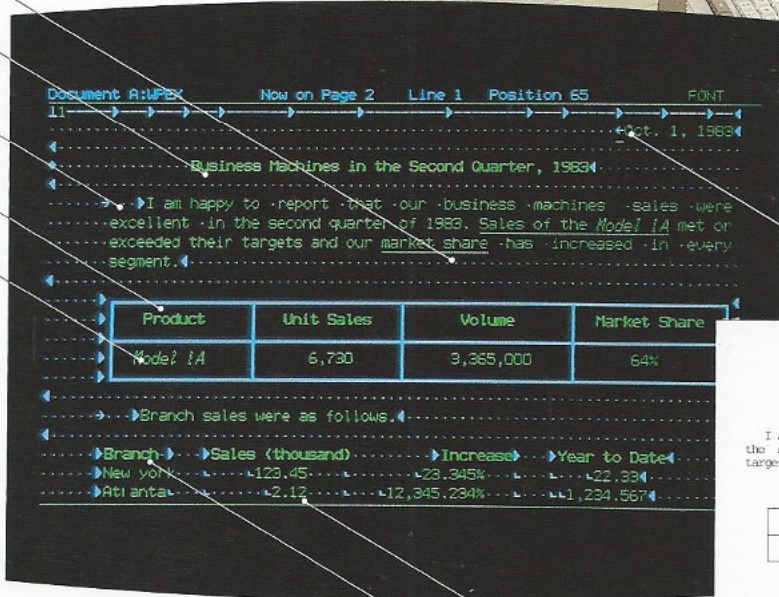 Document A:WPEX Now on Page 2 Line 1 Position 65 FONT
Oct. 1, 1983
Business Machines in the Second Quarter, 1983
I am happy to report that our business machines sales were
excellent in the second quarter of 1983. Sales of the Model 1A met or
exceeded their targets and our market share has increased in every
segment.
Product Unit Sales Volume Market Share
Model 1A 6,730 3,365,000 64%
Branch sales were as follows.
Branch Sales (thousand) Increase Year to Date
New york 123.45 23.345% 22.33
Atlanta 2.12 12,345.234% 1,234.567
the
targe